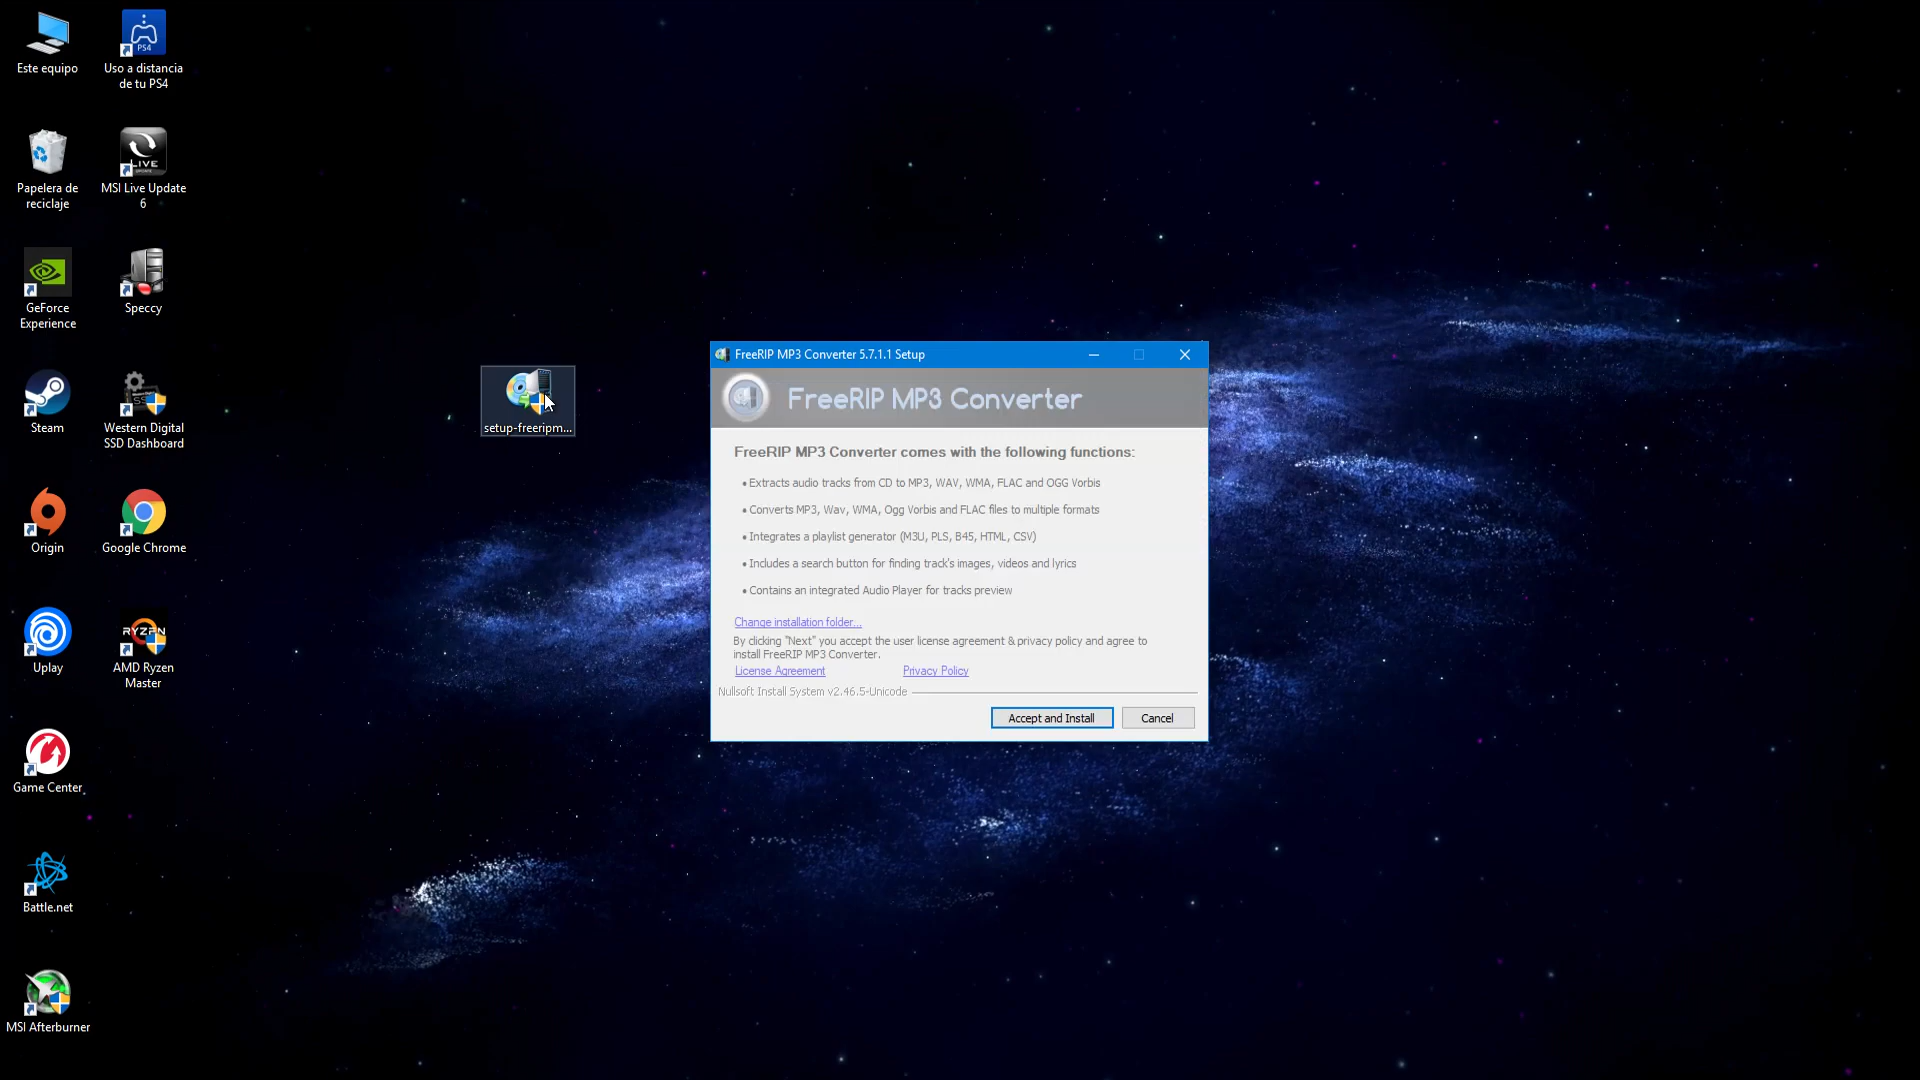 Este equipo
Uso a distancia
de tu PS4
PS4
Papelera de
reciclaje
LIVE
UPDATE
MSI Live Update
6
GeForce
Experience
Speccy
Steam
Western Digital
SSD Dashboard
Origin
Google Chrome
Uplay
RYZEN
AMD Ryzen
Master
Game Center
Battle.net
MSI Afterburner
setup-freeripm...
FreeRIP MP3 Converter 5.7.1.1 Setup
FreeRIP MP3 Converter
FreeRIP MP3 Converter comes with the following functions:
• Extracts audio tracks from CD to MP3, WAV, WMA, FLAC and OGG Vorbis
• Converts MP3, Wav, WMA, Ogg Vorbis and FLAC files to multiple formats
• Integrates a playlist generator (M3U, PLS, B45, HTML, CSV)
• Includes a search button for finding track's images, videos and lyrics
• Contains an integrated Audio Player for tracks preview
Change installation folder...
By clicking "Next" you accept the user license agreement & privacy policy and agree to
install FreeRIP MP3 Converter.
License Agreement
Privacy Policy
Nullsoft Install System v2.46.5-Unicode
Accept and Install
Cancel